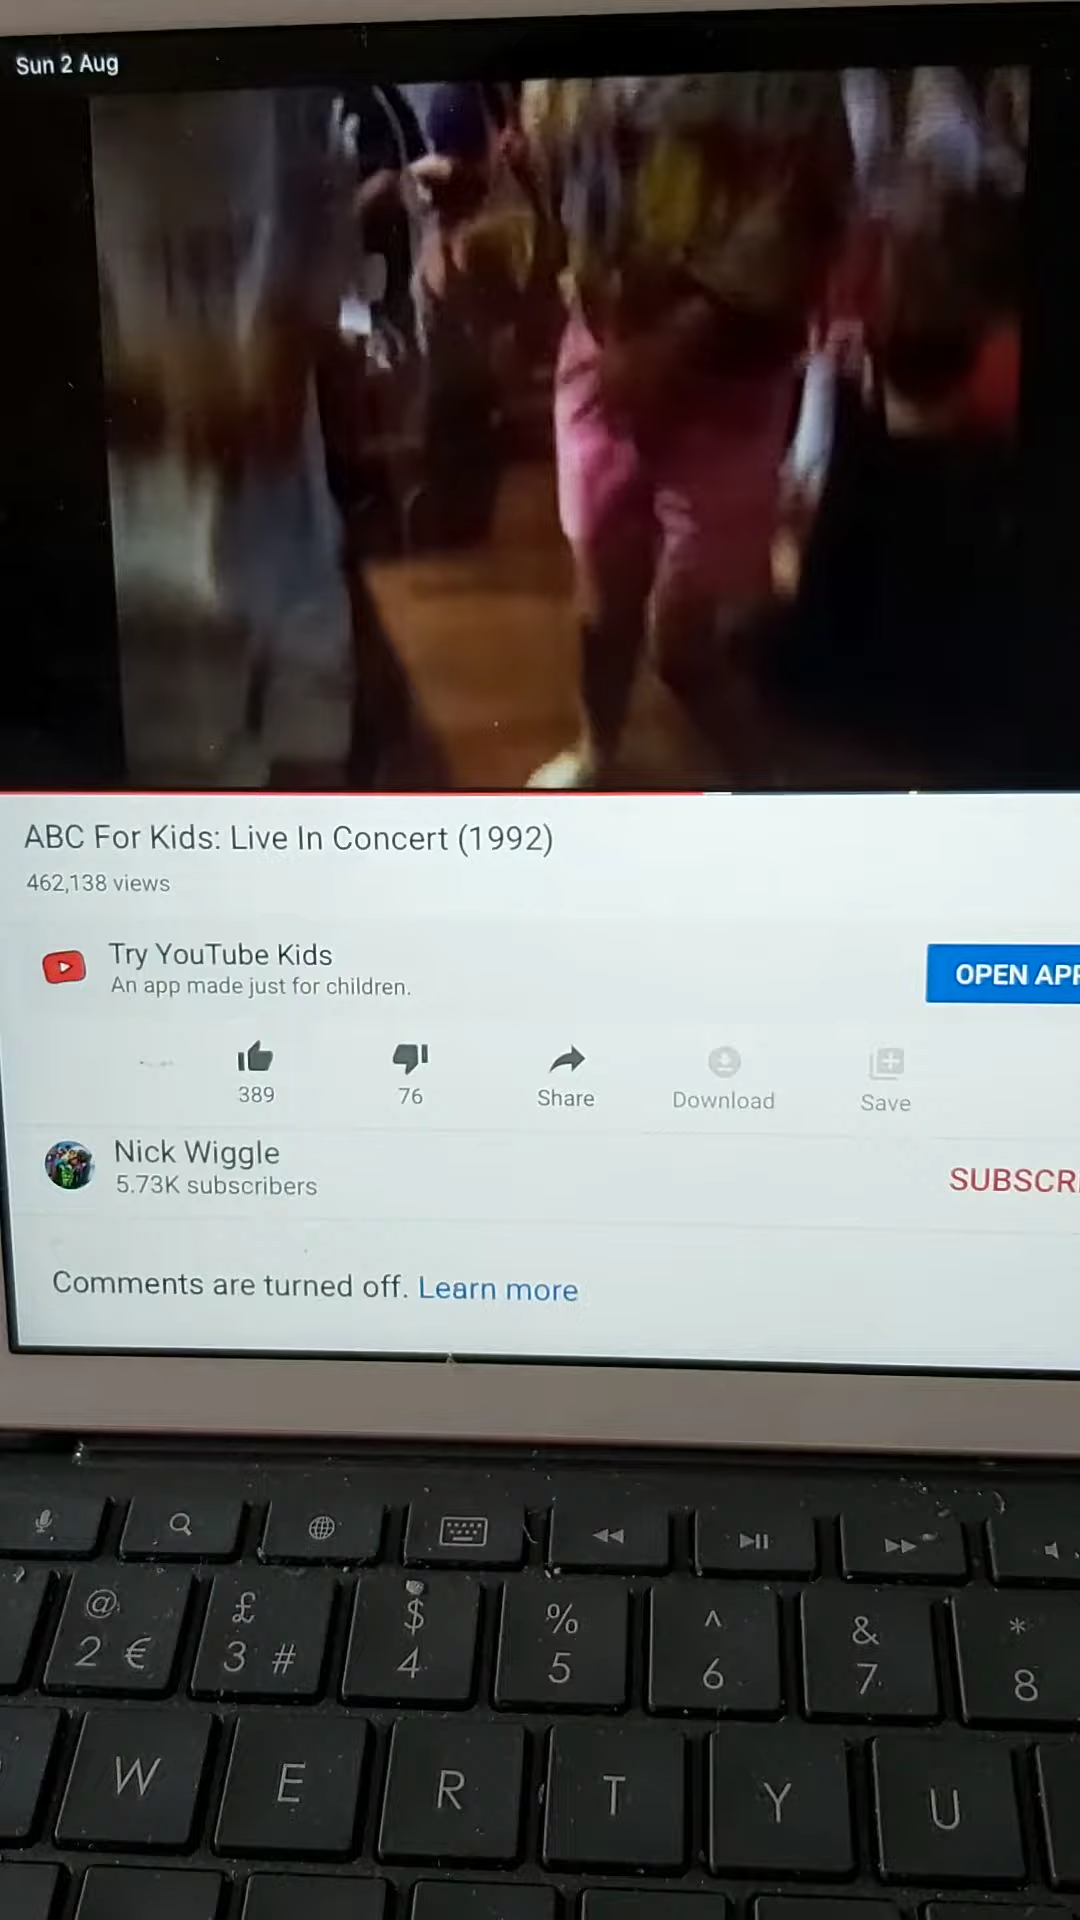 Sun 2 Aug
ABC For Kids: Live In Concert (1992)
462,138 views
Try YouTube Kids
An app made just for children.
OPEN APP
389
76
Share
Download
Save
Nick Wiggle
5.73K subscribers
SUBSCRI
Comments are turned off. Learn more
@ £ $ % ^ & *
2 € 3 # 4 5 6 7 8
W E R T Y U